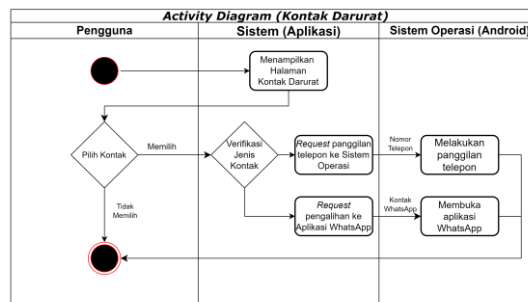 Activity Diagram (Kontak Darurat)
Pengguna
Sistem (Aplikasi)
Sistem Operasi (Android)
Menampilkan
Halaman
Kontak Darurat
Pilih Kontak
Memilih
Verifikasi
Jenis
Kontak
Request panggilan
telepon ke Sistem
Operasi
Nomor
Telepon
Melakukan
panggilan
telepon
Tidak
Memilih
Request
pengalihan ke
Aplikasi WhatsApp
Kontak
WhatsApp
Membuka
aplikasi
WhatsApp